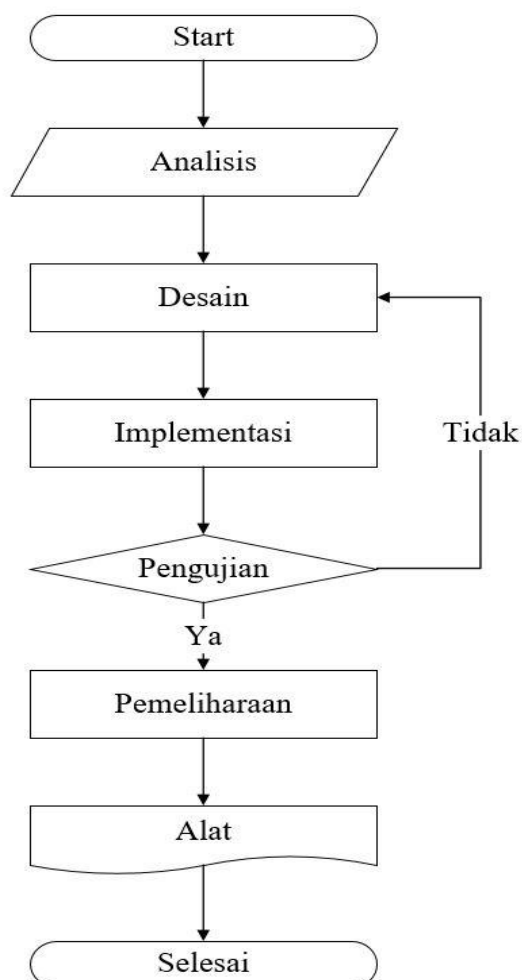 Start
Analisis
Desain
Implementasi
Tidak
Pengujian
Ya
Pemeliharaan
Alat
Selesai